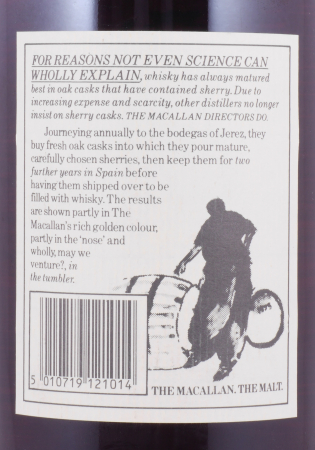 FOR REASONS NOT EVEN SCIENCE CAN
WHOLLY EXPLAIN, whisky has always matured
best in oak casks that have contained sherry. Due to
increasing expense and scarcity, other distillers no longer
insist on sherry casks. THE MACALLAN DIRECTORS DO.
Journeying annually to the bodegas of Jerez, they
buy fresh oak casks into which they pour mature,
carefully chosen sherries, then keep them for two
further years in Spain before
having them shipped over to be
filled with whisky. The results
are shown partly in The
Macallan's rich golden colour,
partly in the 'nose' and
wholly, may we
venture?, in
the tumbler.
5 010719 121014
THE MACALLAN. THE MALT.